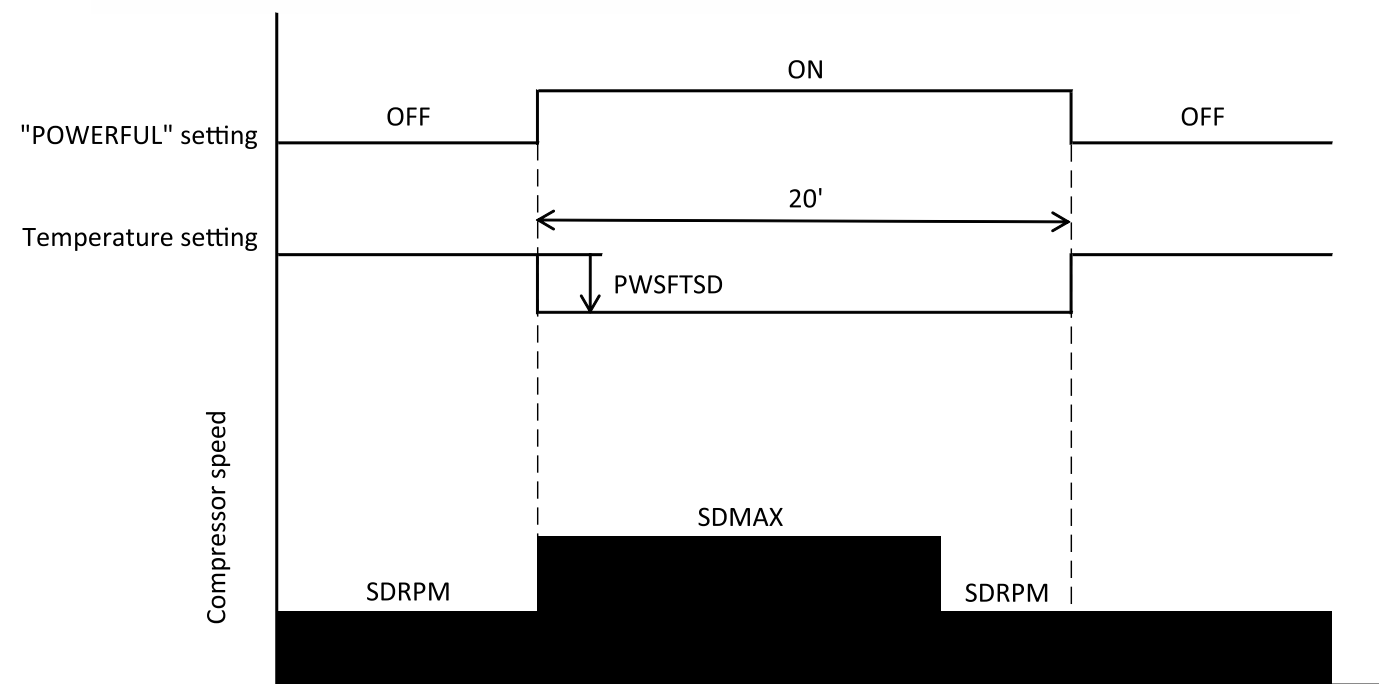 ON
OFF
OFF
"POWERFUL" setting
20'
Temperature setting
PWSFTSD
Compressor speed
SDMAX
SDRPM
SDRPM